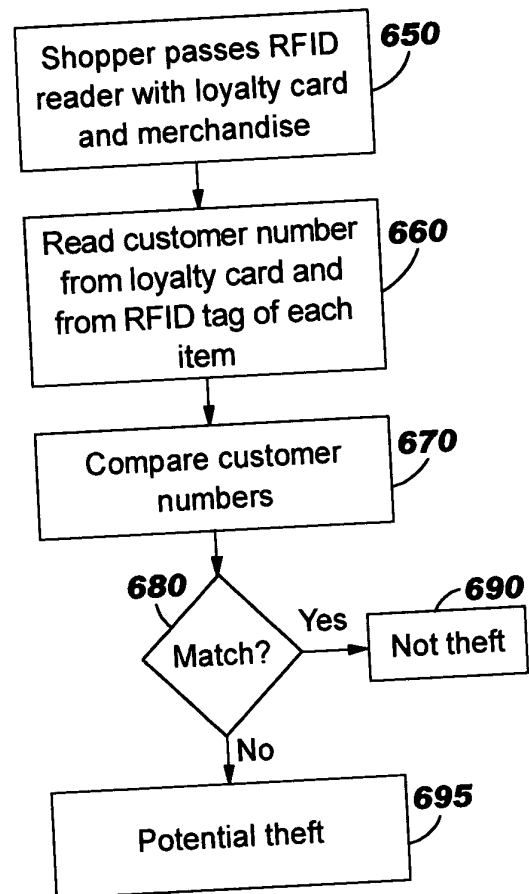 Shopper passes RFID
reader with loyalty card
and merchandise
650
Read customer number
from loyalty card and
from RFID tag of each
item
660
Compare customer
numbers
670
680
Match?
Yes
690
Not theft
No
Potential theft
695